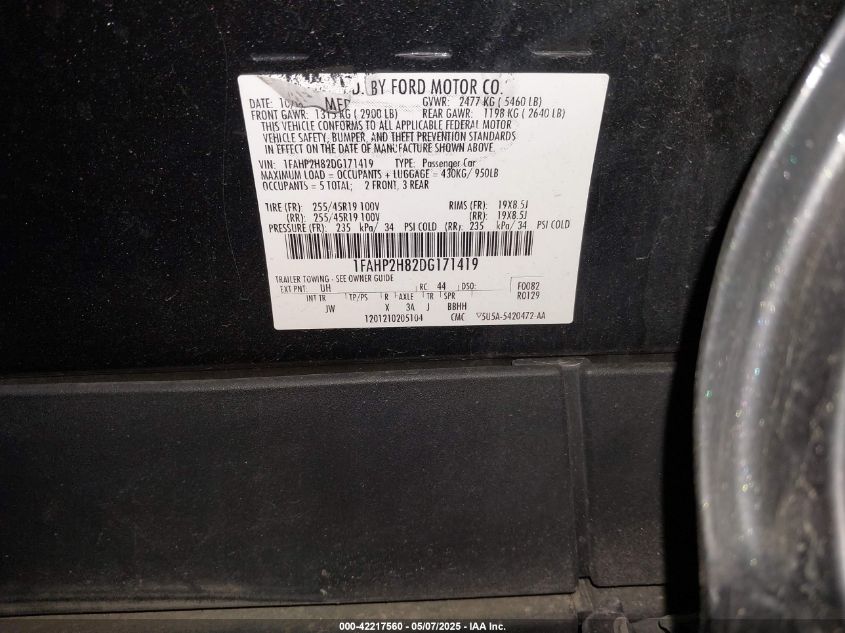 BY FORD MOTOR CO.
DATE: 10/ GVWR: 2477 KG ( 5460 LB)
FRONT GAWR: 1315 KG ( 2900 LB) REAR GAWR: 1198 KG ( 2640 LB)
THIS VEHICLE CONFORMS TO ALL APPLICABLE FEDERAL MOTOR
VEHICLE SAFETY, BUMPER, AND THEFT PREVENTION STANDARDS
IN EFFECT ON THE DATE OF MANUFACTURE SHOWN ABOVE.
VIN: 1FAHP2H82DG171419 TYPE: Passenger Car
MAXIMUM LOAD = OCCUPANTS + LUGGAGE = 430KG/ 950LB
OCCUPANTS = 5 TOTAL; 2 FRONT, 3 REAR
TIRE (FR): 255/45R19 100V RIMS (FR): 19X8.5J
(RR): 255/45R19 100V (RR): 19X8.5J
PRESSURE (FR): 235 kPa/ 34 PSI COLD (RR): 235 kPa/ 34 PSI COLD
1FAHP2H82DG171419
TRAILER TOWING - SEE OWNER GUIDE
EXT PNT: UH RC: 44 DSO: F0082
INT TR TP/PS R AXLE TR SPR R0129
JW X 3A J BBHH
1201210205104 CMC V5U5A-5420472-AA
000-42217560 - 05/07/2025 - IAA Inc.